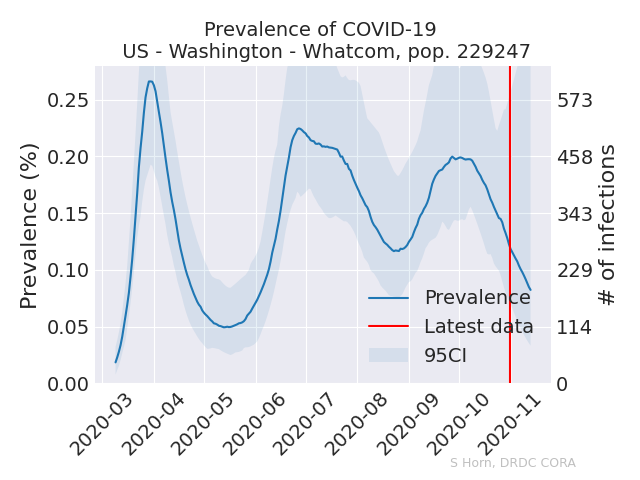 Prevalence of COVID-19
US - Washington - Whatcom, pop. 229247
Prevalence (%)
0.25
0.20
0.15
0.10
0.05
0.00
573
458
343
229
114
0
# of infections
Prevalence
Latest data
95CI
2020-03
2020-04
2020-05
2020-06
2020-07
2020-08
2020-09
2020-10
2020-11
S Horn, DRDC CORA